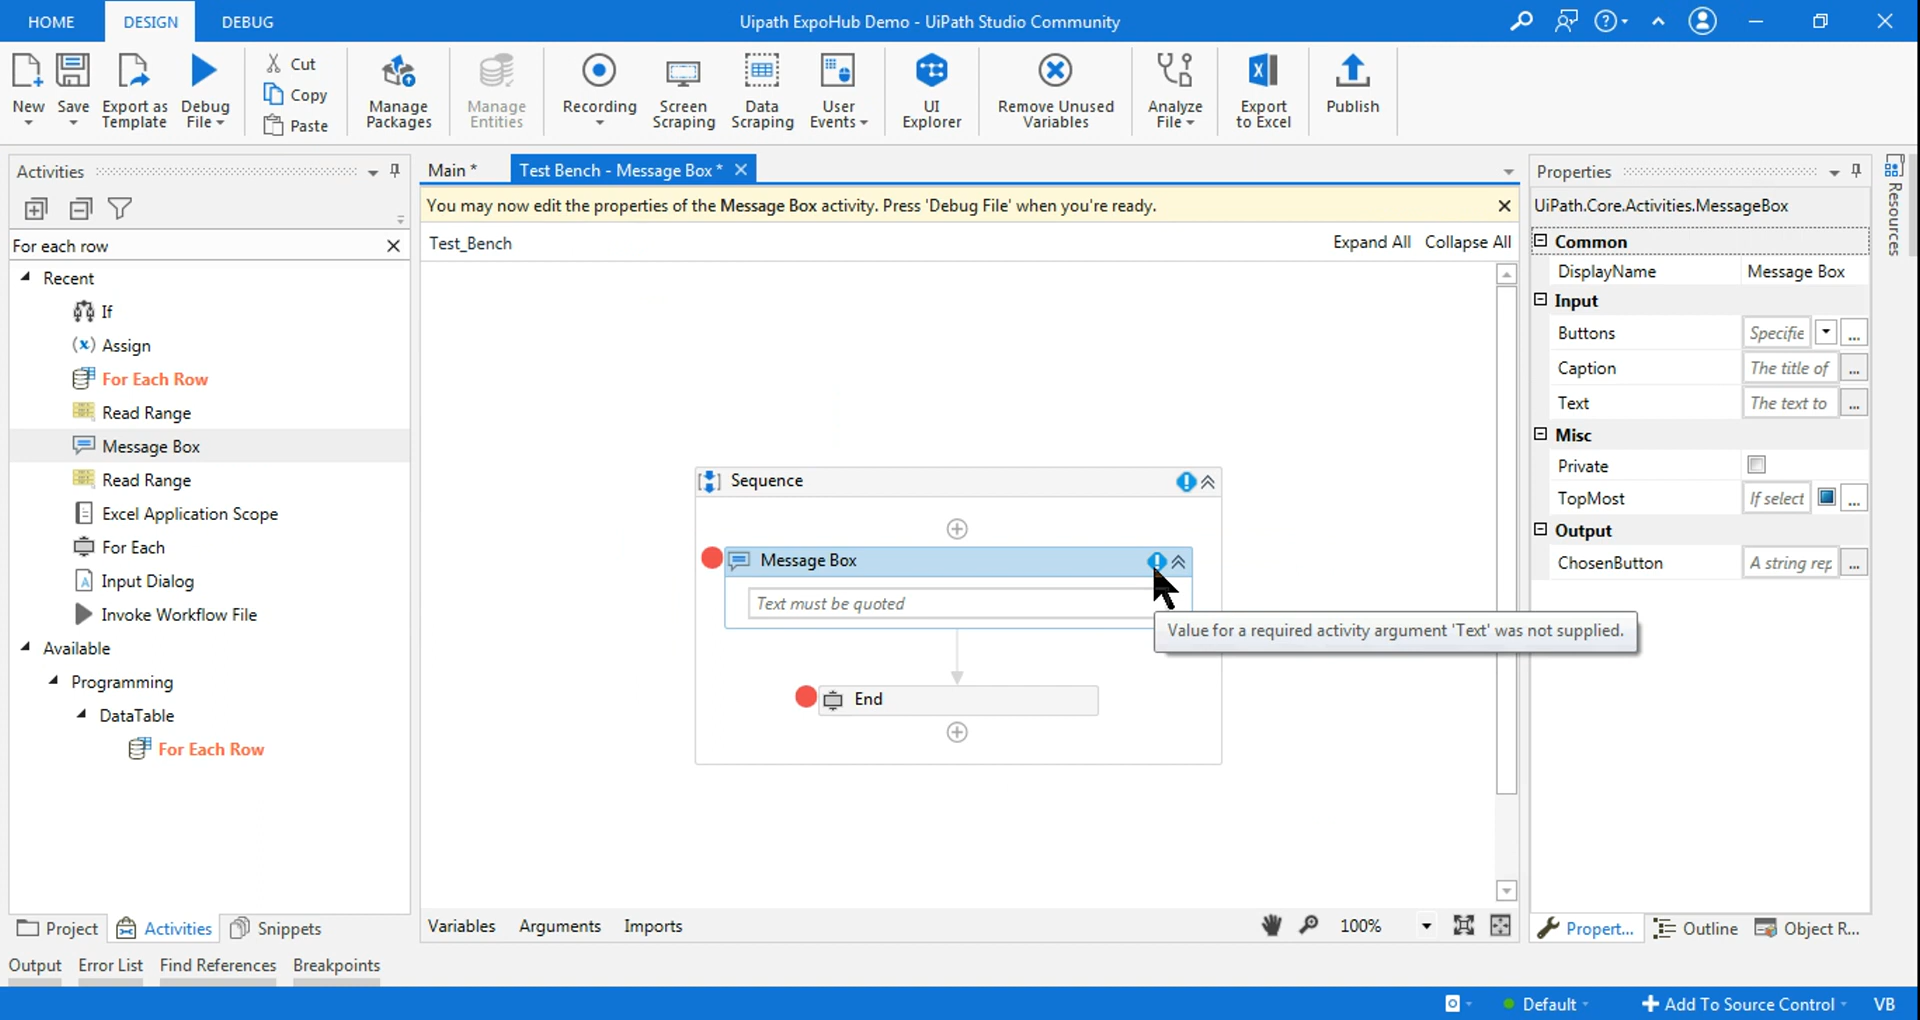 HOME DESIGN DEBUG Uipath ExpoHub Demo - UiPath Studio Community
New Save Export as Template Debug File Cut Copy Paste Manage Packages Manage Entities Recording Screen Scraping Data Scraping User Events UI Explorer Remove Unused Variables Analyze File Export to Excel Publish
Activities
For each row
Recent
If
Assign
For Each Row
Read Range
Message Box
Read Range
Excel Application Scope
For Each
Input Dialog
Invoke Workflow File
Available
Programming
DataTable
For Each Row
Project Activities Snippets
Main * Test Bench - Message Box *
You may now edit the properties of the Message Box activity. Press 'Debug File' when you're ready.
Test_Bench Expand All Collapse All
Sequence
Message Box
Text must be quoted
Value for a required activity argument 'Text' was not supplied.
End
Variables Arguments Imports 100%
Properties
UiPath.Core.Activities.MessageBox
Common
DisplayName Message Box
Input
Buttons Specifie ...
Caption The title of ...
Text The text to ...
Misc
Private
TopMost If select ...
Output
ChosenButton A string rep ...
Propert... Outline Object R...
Resources
Output Error List Find References Breakpoints
Default Add To Source Control VB